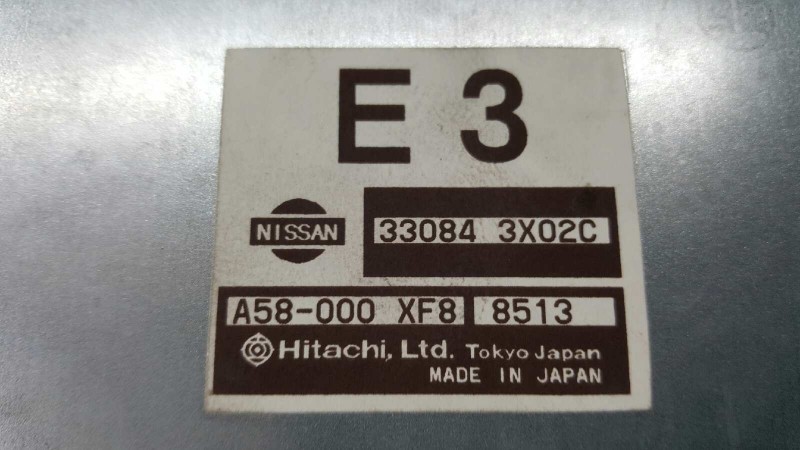 E 3
NISSAN 33084 3X02C
A58-000 XF8 8513
Hitachi, Ltd. Tokyo Japan
MADE IN JAPAN